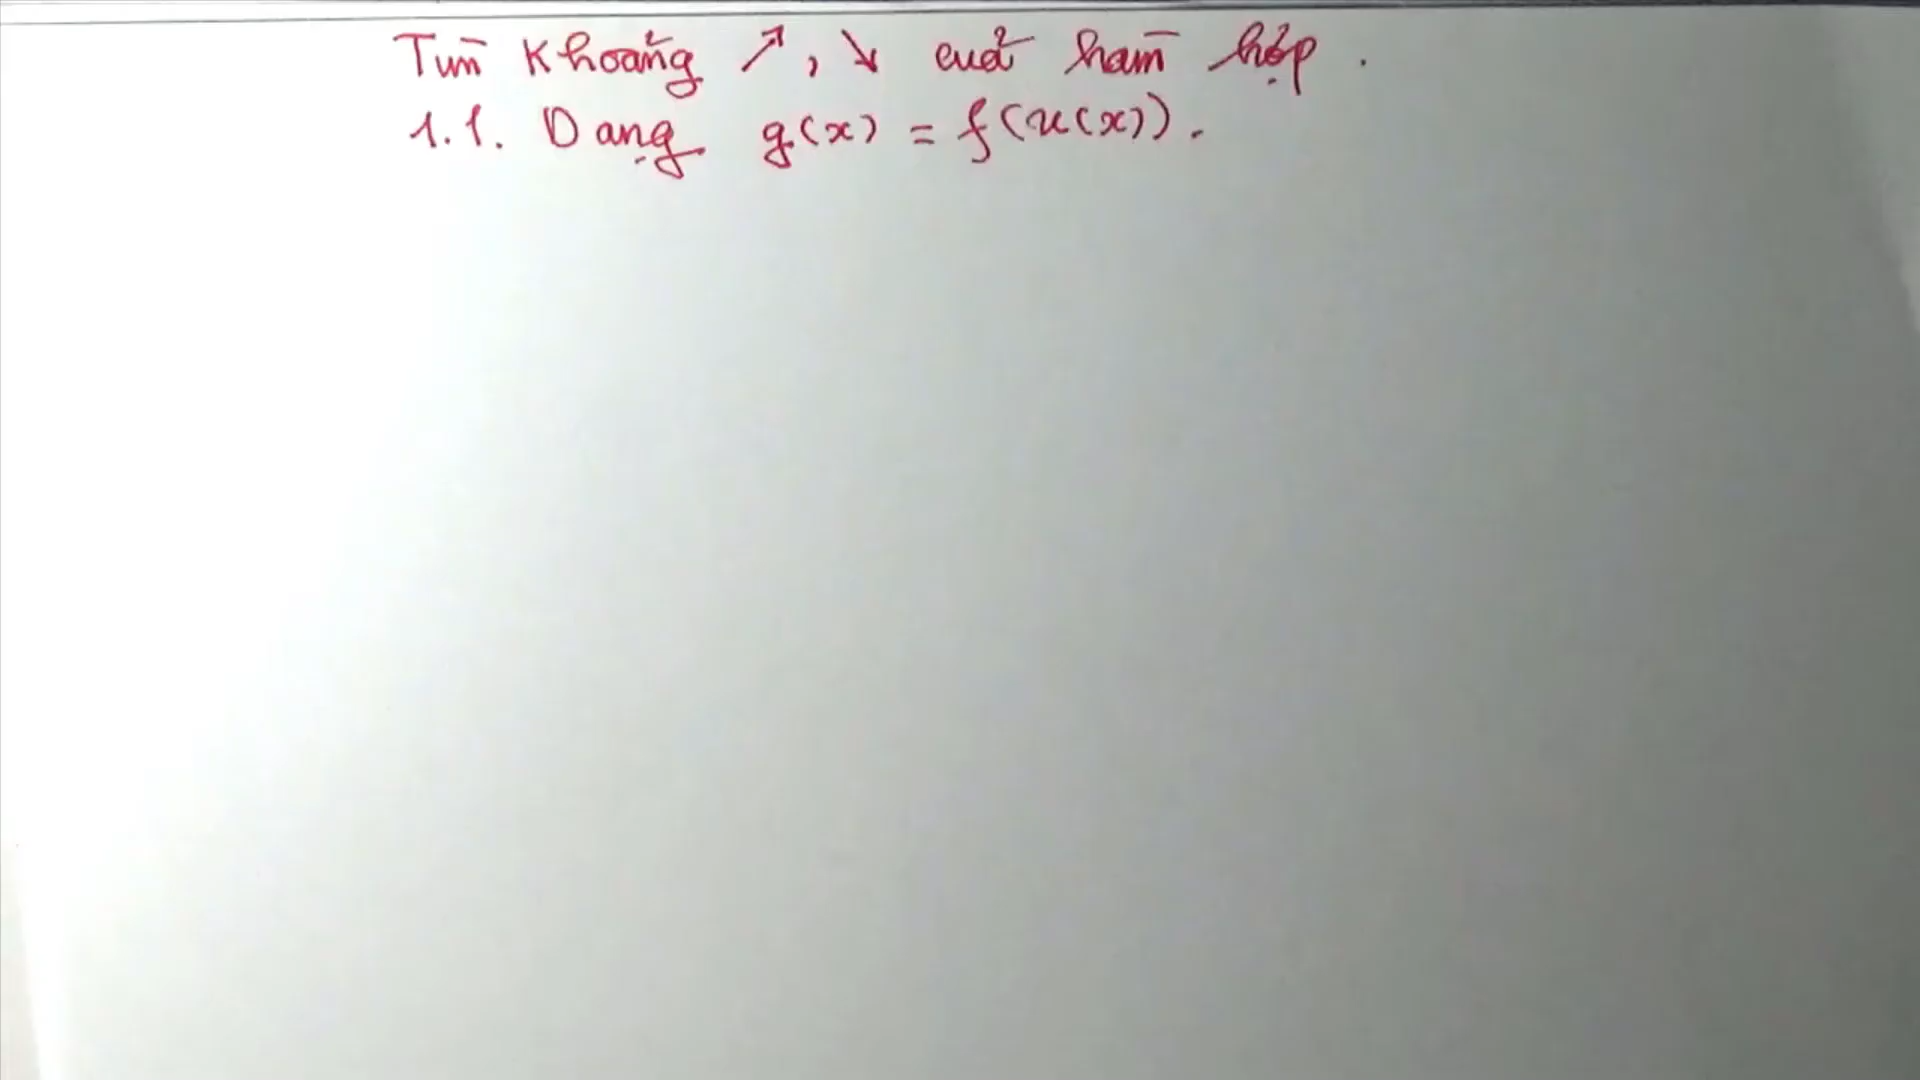 Tìm khoảng ↗, ↘ của hàm hợp.
1.1. Dạng g(x) = f(u(x)).